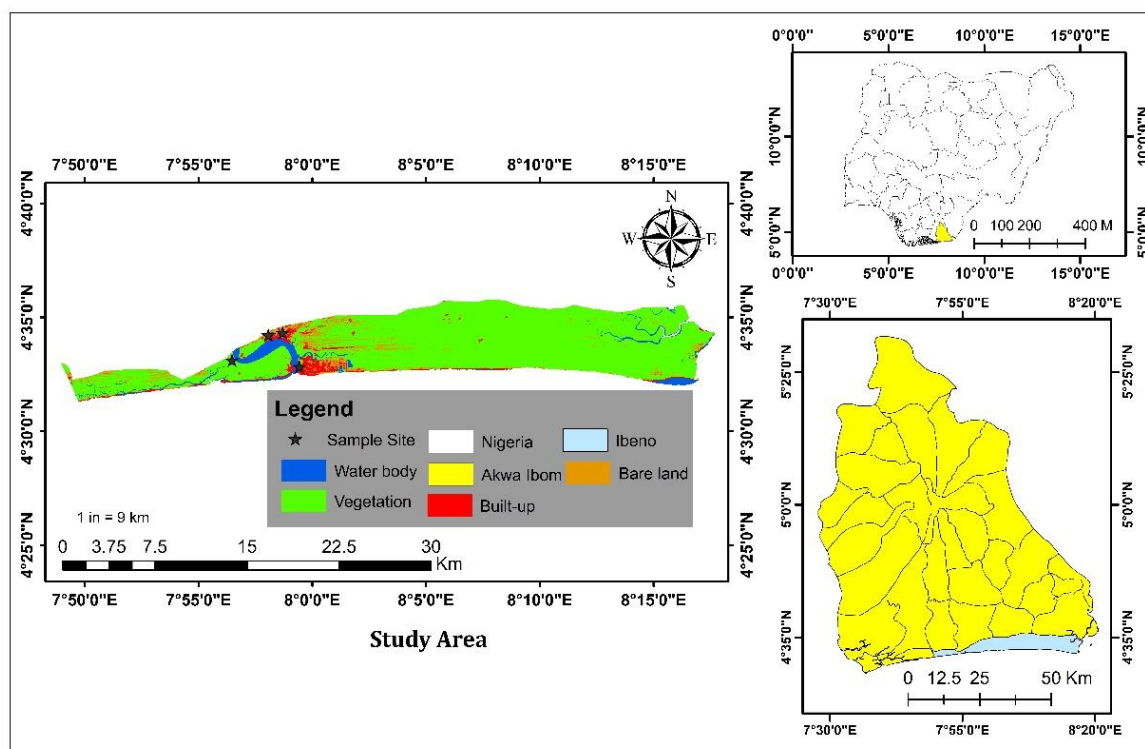 7°50'0"E 7°55'0"E 8°0'0"E 8°5'0"E 8°10'0"E 8°15'0"E
4°40'0"N 4°40'0"N
4°35'0"N 4°35'0"N
4°30'0"N 4°30'0"N
4°25'0"N 4°25'0"N
N
W E
S
Legend
Sample Site
Water body
Vegetation
Nigeria
Akwa Ibom
Built-up
Ibeno
Bare land
1 in = 9 km
0 3.75 7.5 15 22.5 30
Km
7°50'0"E 7°55'0"E 8°0'0"E 8°5'0"E 8°10'0"E 8°15'0"E
Study Area
0°0'0" 5°0'0"E 10°0'0"E 15°0'0"E
10°0'0"N 10°0'0"N
5°0'0"N 5°0'0"N
0 100 200 400 M
0°0'0" 5°0'0"E 10°0'0"E 15°0'0"E
7°30'0"E 7°55'0"E 8°20'0"E
5°25'0"N 5°25'0"N
5°0'0"N 5°0'0"N
4°35'0"N 4°35'0"N
0 12.5 25 50 Km
7°30'0"E 7°55'0"E 8°20'0"E